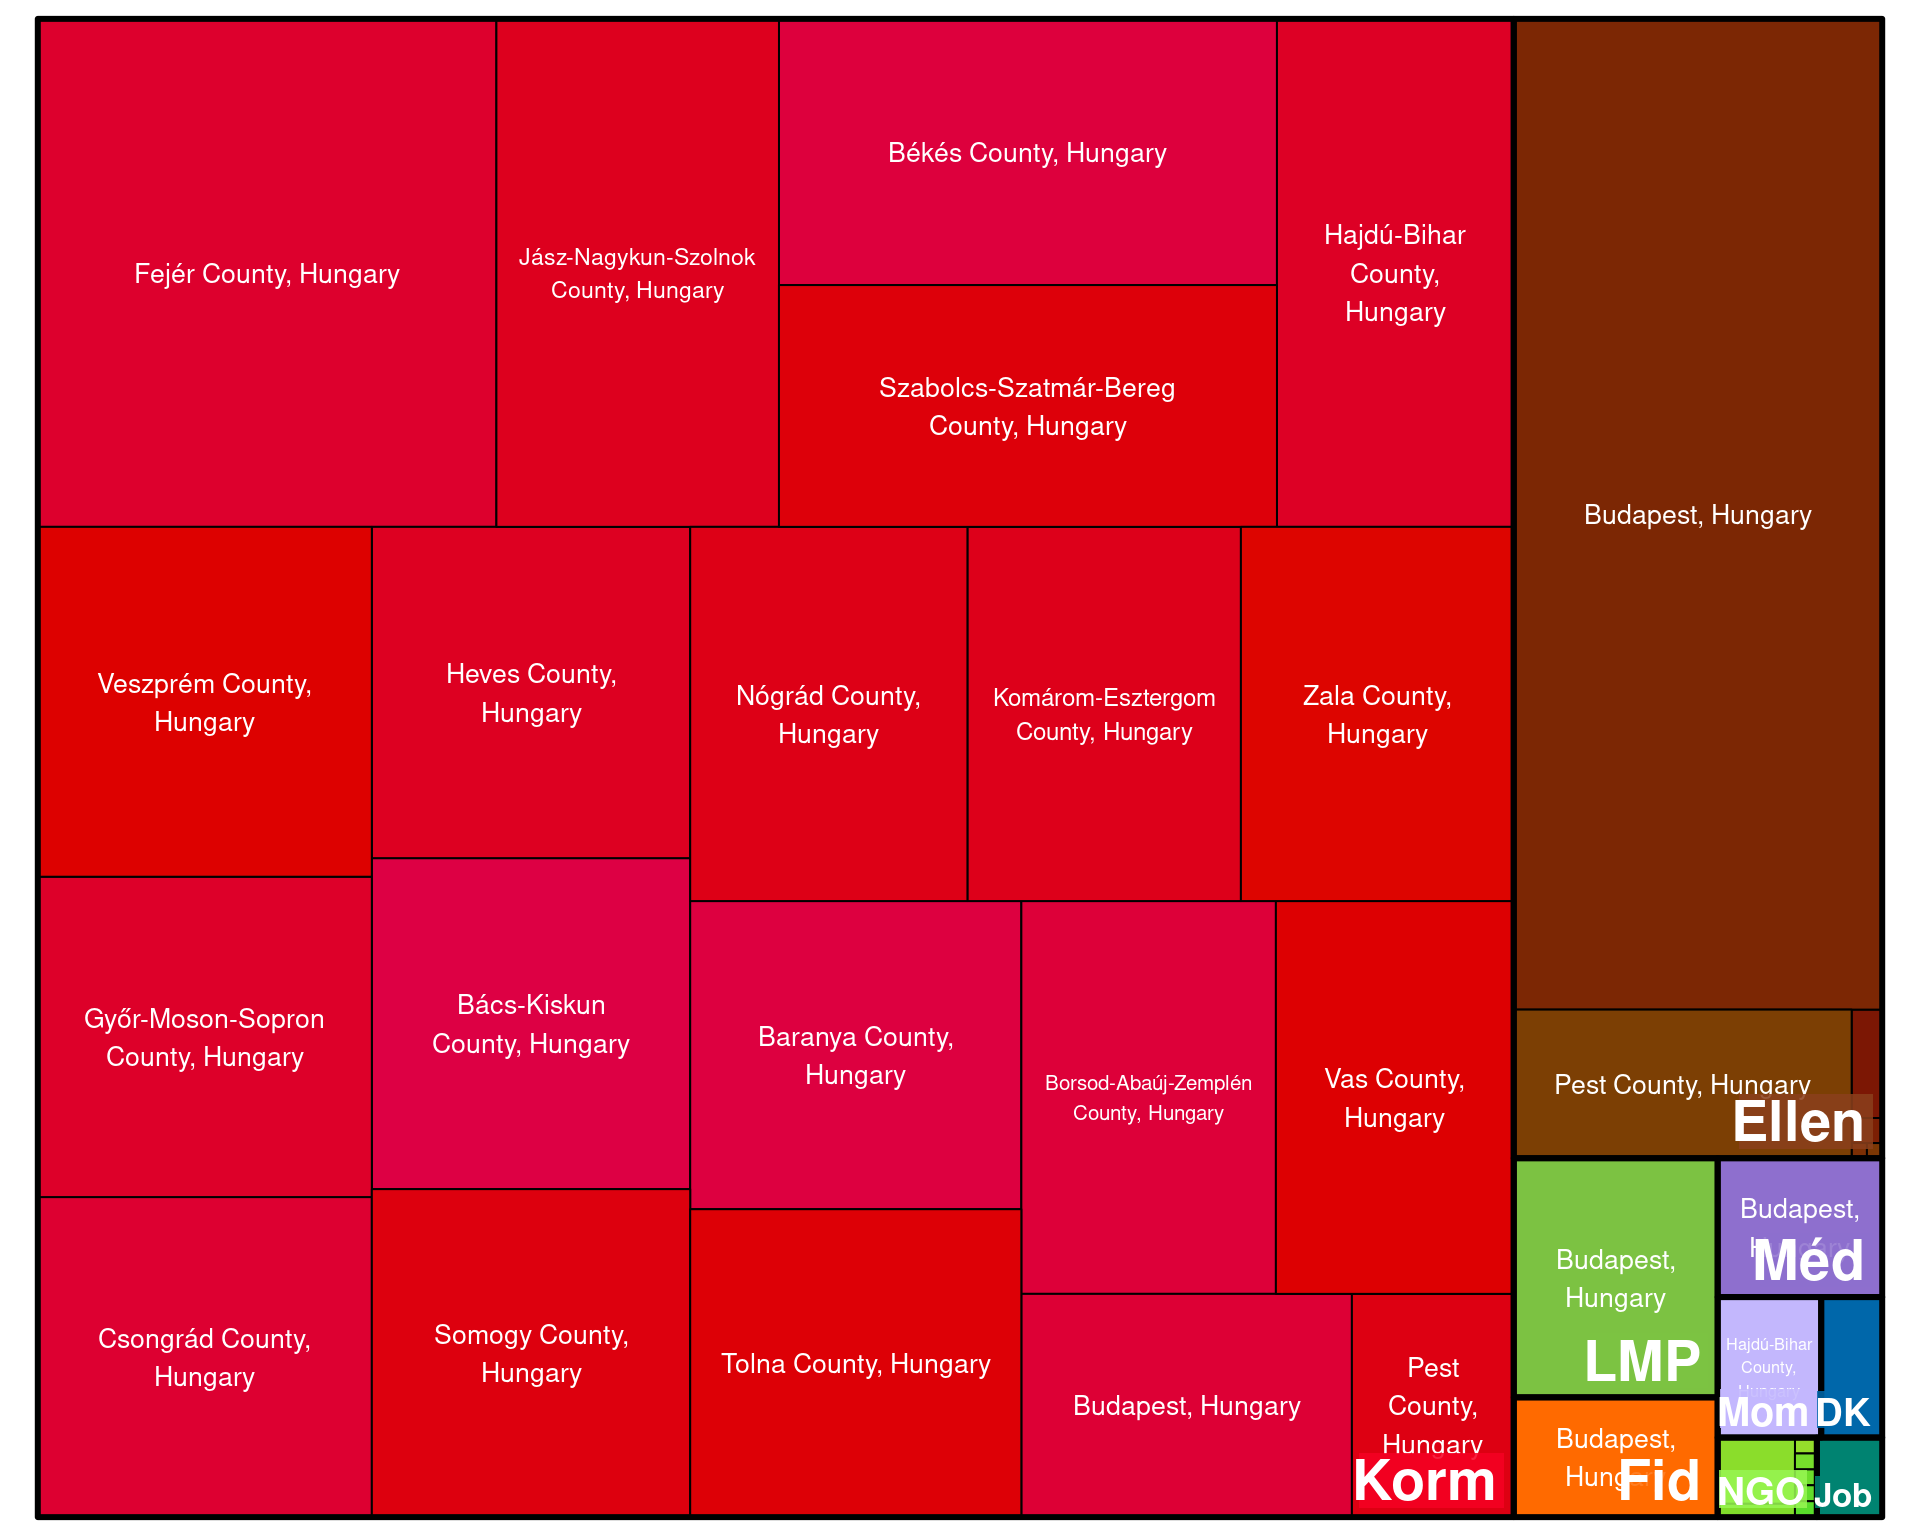 Fejér County, Hungary
Jász-Nagykun-Szolnok
County, Hungary
Békés County, Hungary
Szabolcs-Szatmár-Bereg
County, Hungary
Hajdú-Bihar
County,
Hungary
Budapest, Hungary
Veszprém County,
Hungary
Heves County,
Hungary
Nógrád County,
Hungary
Komárom-Esztergom
County, Hungary
Zala County,
Hungary
Győr-Moson-Sopron
County, Hungary
Bács-Kiskun
County, Hungary
Baranya County,
Hungary
Borsod-Abaúj-Zemplén
County, Hungary
Vas County,
Hungary
Csongrád County,
Hungary
Somogy County,
Hungary
Tolna County, Hungary
Budapest, Hungary
Pest
County,
Hungary
Korm
Pest County, Hungary
Ellen
Budapest,
Hungary
LMP
Budapest,
Méd
Hajdú-Bihar
County,
Hungary
Mom
DK
Budapest,
Hungary
Fid
NGO
Job